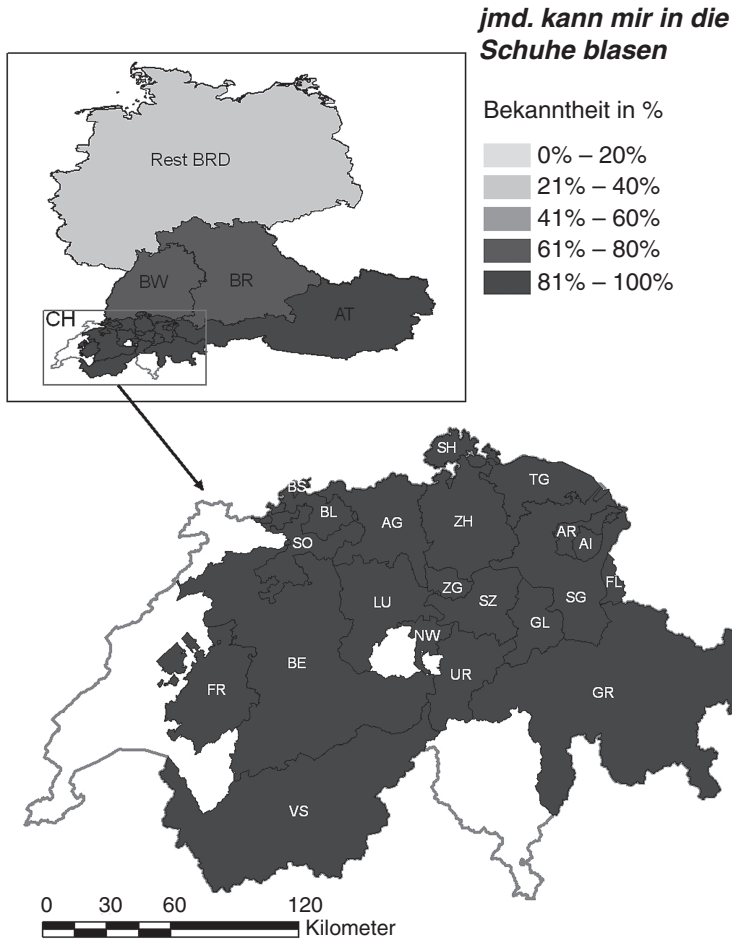 jmd. kann mir in die
Schuhe blasen
Bekanntheit in %
0% – 20%
21% – 40%
41% – 60%
61% – 80%
81% – 100%
Rest BRD
BW
BR
AT
CH
SH
TG
BS
BL
AG
ZH
AR
AI
SO
ZG
FL
LU
SZ
SG
GL
NW
BE
UR
FR
GR
VS
0 30 60 120
Kilometer